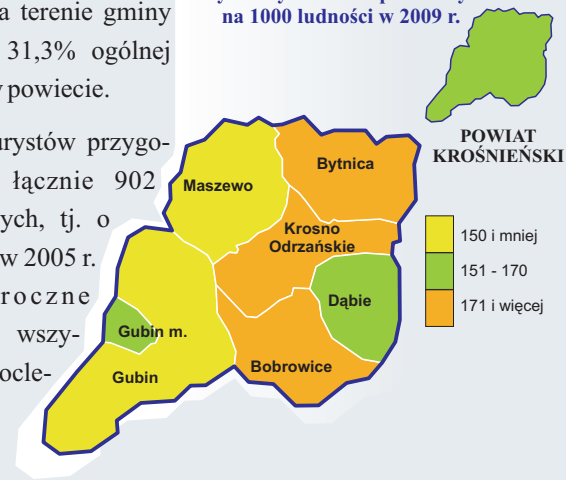 na 1000 ludności w 2009 r.
a terenie gminy
31,3% ogólnej
powiecie.
urystów przygo-
łącznie 902
ych, tj. o
w 2005 r.
roczne
wszy-
ocle-
POWIAT
KROŚNIEŃSKI
Maszewo
Bytnica
Krosno
Odrzańskie
Dąbie
Gubin m.
Gubin
Bobrowice
150 i mniej
151 - 170
171 i więcej